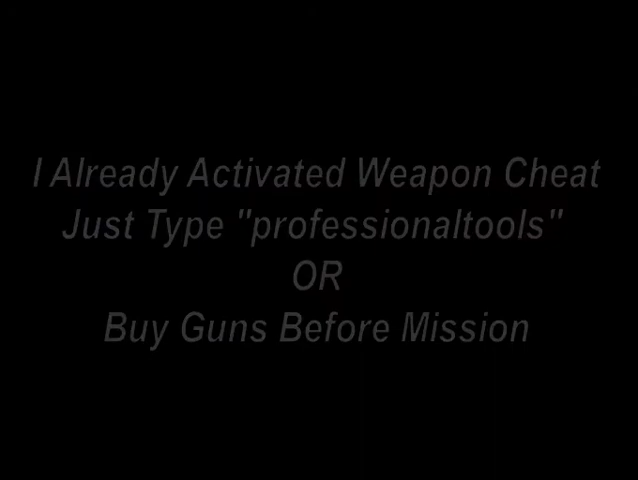 I Already Activated Weapon Cheat
Just Type "professionaltools"
OR
Buy Guns Before Mission